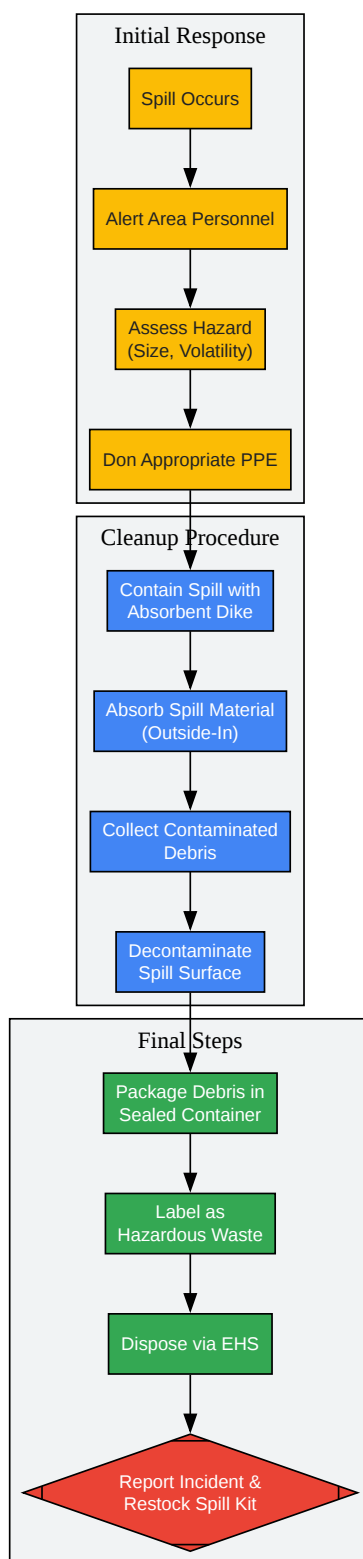 Initial Response
Spill Occurs
Alert Area Personnel
Assess Hazard
(Size, Volatility)
Don Appropriate PPE
Cleanup Procedure
Contain Spill with
Absorbent Dike
Absorb Spill Material
(Outside-In)
Collect Contaminated
Debris
Decontaminate
Spill Surface
Final Steps
Package Debris in
Sealed Container
Label as
Hazardous Waste
Dispose via EHS
Report Incident &
Restock Spill Kit